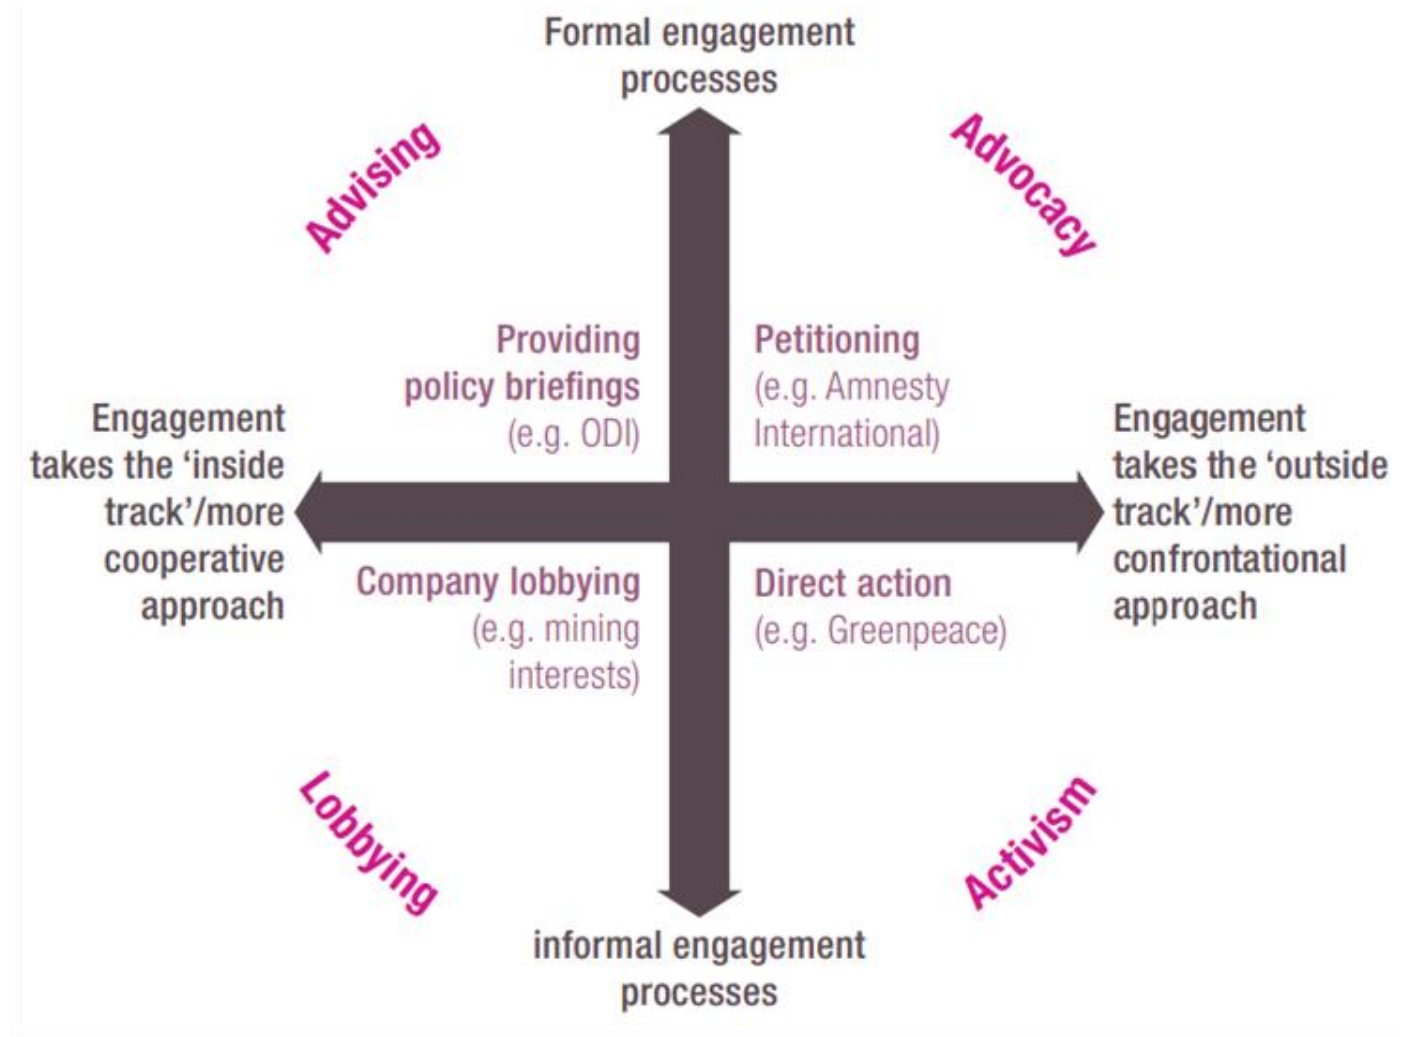 Formal engagement
processes
Advising
Advocacy
Providing
policy briefings
(e.g. ODI)
Petitioning
(e.g. Amnesty
International)
Engagement
takes the ‘inside
track’/more
cooperative
approach
Engagement
takes the ‘outside
track’/more
confrontational
approach
Company lobbying
(e.g. mining
interests)
Direct action
(e.g. Greenpeace)
Lobbying
Activism
informal engagement
processes